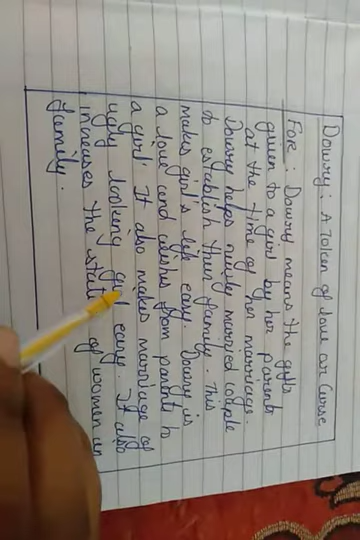 Dowry: A Token of love or Curse
For: Dowry means the gifts
given to a girl by her parents
at the time of her marriage.
Dowry helps newly married couple
to establish their family. This
makes girl's life easy. Dowry is
a love and wishes from parents to
a girl. It also makes marriage of
ugly looking girl easy. It also
increases the of women in
family.